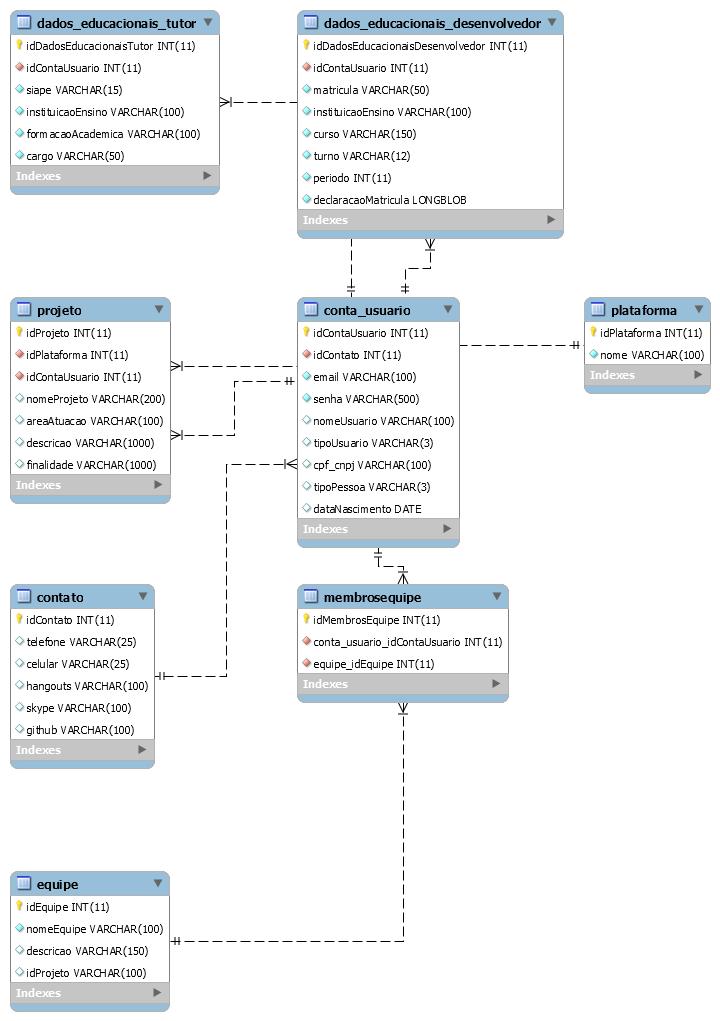 dados_educacionais_tutor
idDadosEducacionaisTutor INT(11)
idContaUsuario INT(11)
siape VARCHAR(15)
instituicaoEnsino VARCHAR(100)
formacaoAcademica VARCHAR(100)
cargo VARCHAR(50)
Indexes
dados_educacionais_desenvolvedor
idDadosEducacionaisDesenvolvedor INT(11)
idContaUsuario INT(11)
matricula VARCHAR(50)
instituicaoEnsino VARCHAR(100)
curso VARCHAR(150)
turno VARCHAR(12)
periodo INT(11)
declaracaoMatricula LONGBLOB
Indexes
projeto
idProjeto INT(11)
idPlataforma INT(11)
idContaUsuario INT(11)
nomeProjeto VARCHAR(200)
areaAtuacao VARCHAR(100)
descricao VARCHAR(1000)
finalidade VARCHAR(1000)
Indexes
conta_usuario
idContaUsuario INT(11)
idContato INT(11)
email VARCHAR(100)
senha VARCHAR(500)
nomeUsuario VARCHAR(100)
tipoUsuario VARCHAR(3)
cpf_cnpj VARCHAR(100)
tipoPessoa VARCHAR(3)
dataNascimento DATE
Indexes
plataforma
idPlataforma INT(11)
nome VARCHAR(100)
Indexes
contato
idContato INT(11)
telefone VARCHAR(25)
celular VARCHAR(25)
hangouts VARCHAR(100)
skype VARCHAR(100)
github VARCHAR(100)
Indexes
membrosequipe
idMembrosEquipe INT(11)
conta_usuario_idContaUsuario INT(11)
equipe_idEquipe INT(11)
Indexes
equipe
idEquipe INT(11)
nomeEquipe VARCHAR(100)
descricao VARCHAR(150)
idProjeto VARCHAR(100)
Indexes